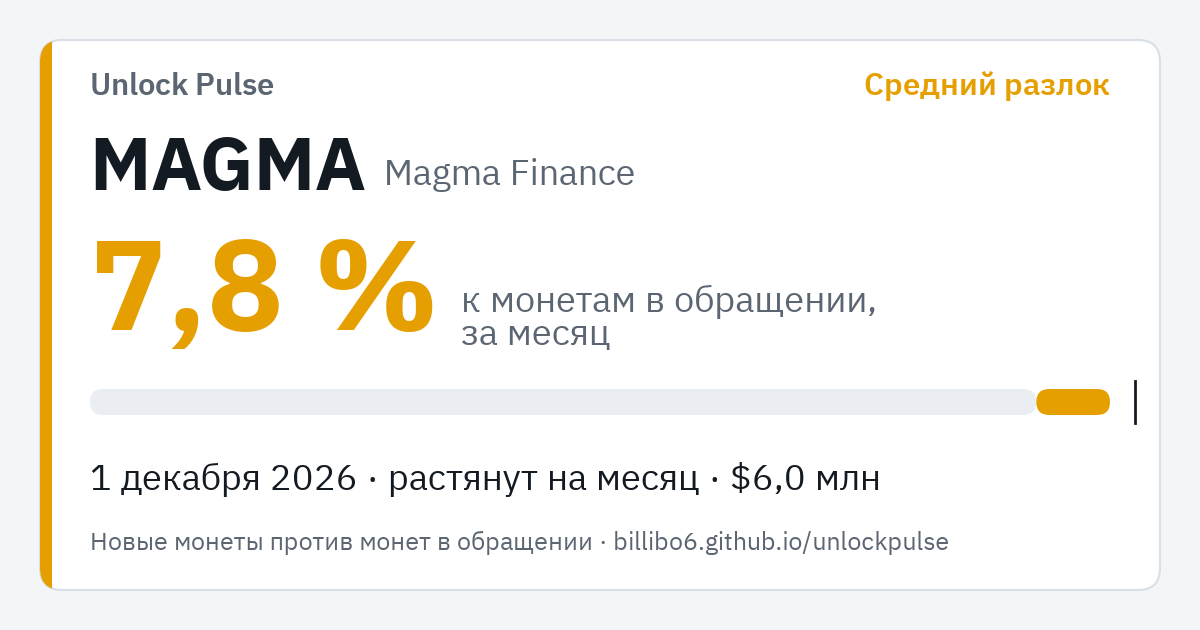 Unlock Pulse
Средний разлок
MAGMA Magma Finance
7,8 % к монетам в обращении,
за месяц
1 декабря 2026 · растянут на месяц · $6,0 млн
Новые монеты против монет в обращении · billibo6.github.io/unlockpulse